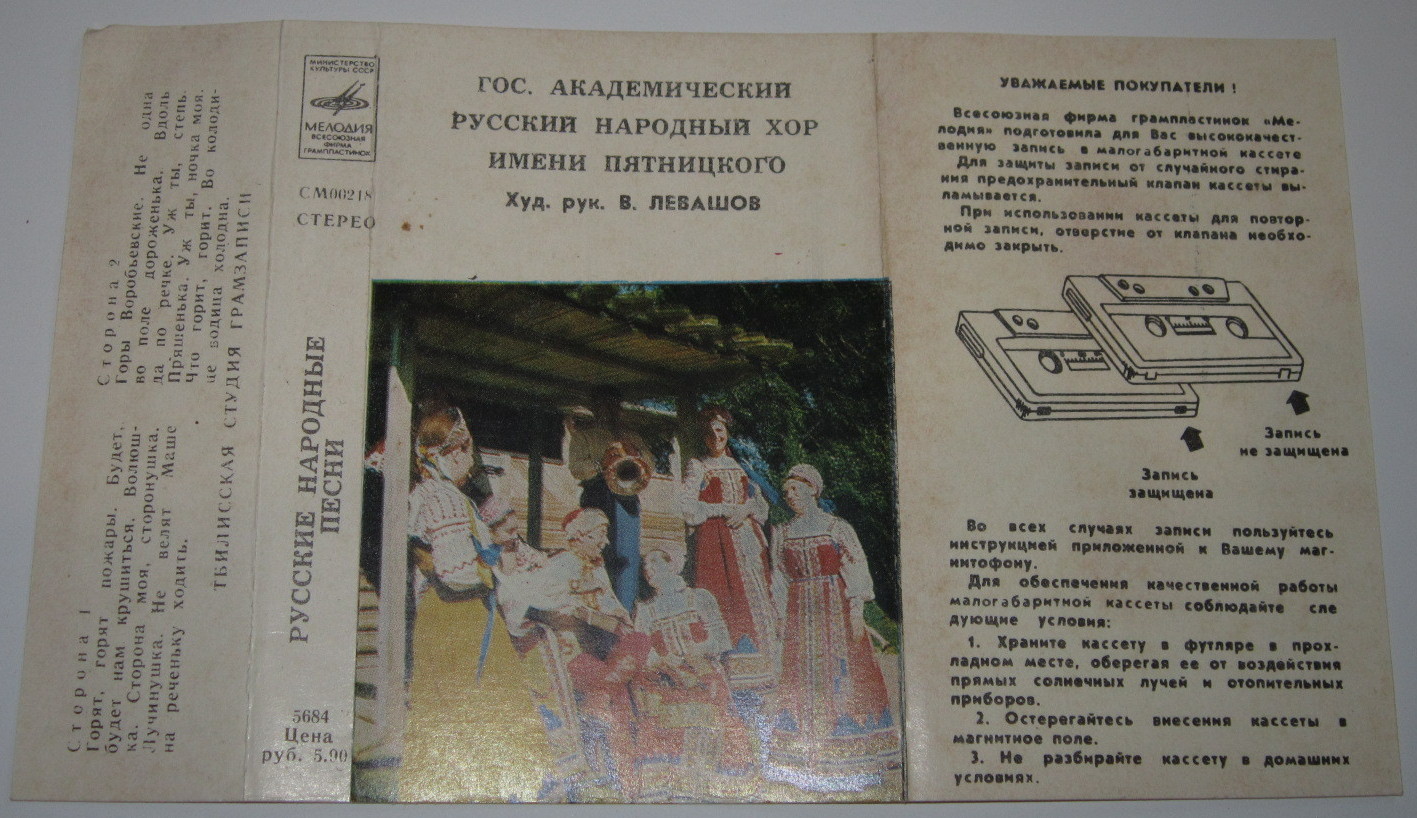 Сторона 1
Горят, горят пожары. Будет,
будет нам крушиться. Волюш-
ка. Сторона моя, сторонушка.
Лучинушка. Не велят Маше
на реченьку ходить.
Сторона 2
Горы Воробьевские. Не одна
во поле дороженька. Вдоль
да по речке. Уж ты, степь.
Пряшенька. Уж ты, ночка моя.
Что горит, горит. Во колоди-
це водица холодна.
ТБИЛИССКАЯ СТУДИЯ ГРАМЗАПИСИ
МИНИСТЕРСТВО
КУЛЬТУРЫ СССР
МЕЛОДИЯ
ВСЕСОЮЗНАЯ
ФИРМА
ГРАМПЛАСТИНОК
СМ00218
СТЕРЕО
РУССКИЕ НАРОДНЫЕ
ПЕСНИ
5684
Цена
руб. 5.90
ГОС. АКАДЕМИЧЕСКИЙ
РУССКИЙ НАРОДНЫЙ ХОР
ИМЕНИ ПЯТНИЦКОГО
Худ. рук. В. ЛЕВАШОВ
УВАЖАЕМЫЕ ПОКУПАТЕЛИ!
Всесоюзная фирма грампластинок «Ме-
лодия» подготовила для Вас высококачест-
венную запись в малогабаритной кассете
Для защиты записи от случайного стира-
ния предохранительный клапан кассеты вы-
ламывается.
При использовании кассеты для повтор-
ной записи, отверстие от клапана необхо-
димо закрыть.
Запись
не защищена
Запись
защищена
Во всех случаях записи пользуйтесь
инструкцией приложенной к Вашему маг-
нитофону.
Для обеспечения качественной работы
малогабаритной кассеты соблюдайте сле
дующие условия:
1. Храните кассету в футляре в прох-
ладном месте, оберегая ее от воздействия
прямых солнечных лучей и отопительных
приборов.
2. Остерегайтесь внесения кассеты в
магнитное поле.
3. Не разбирайте кассету в домашних
условиях.